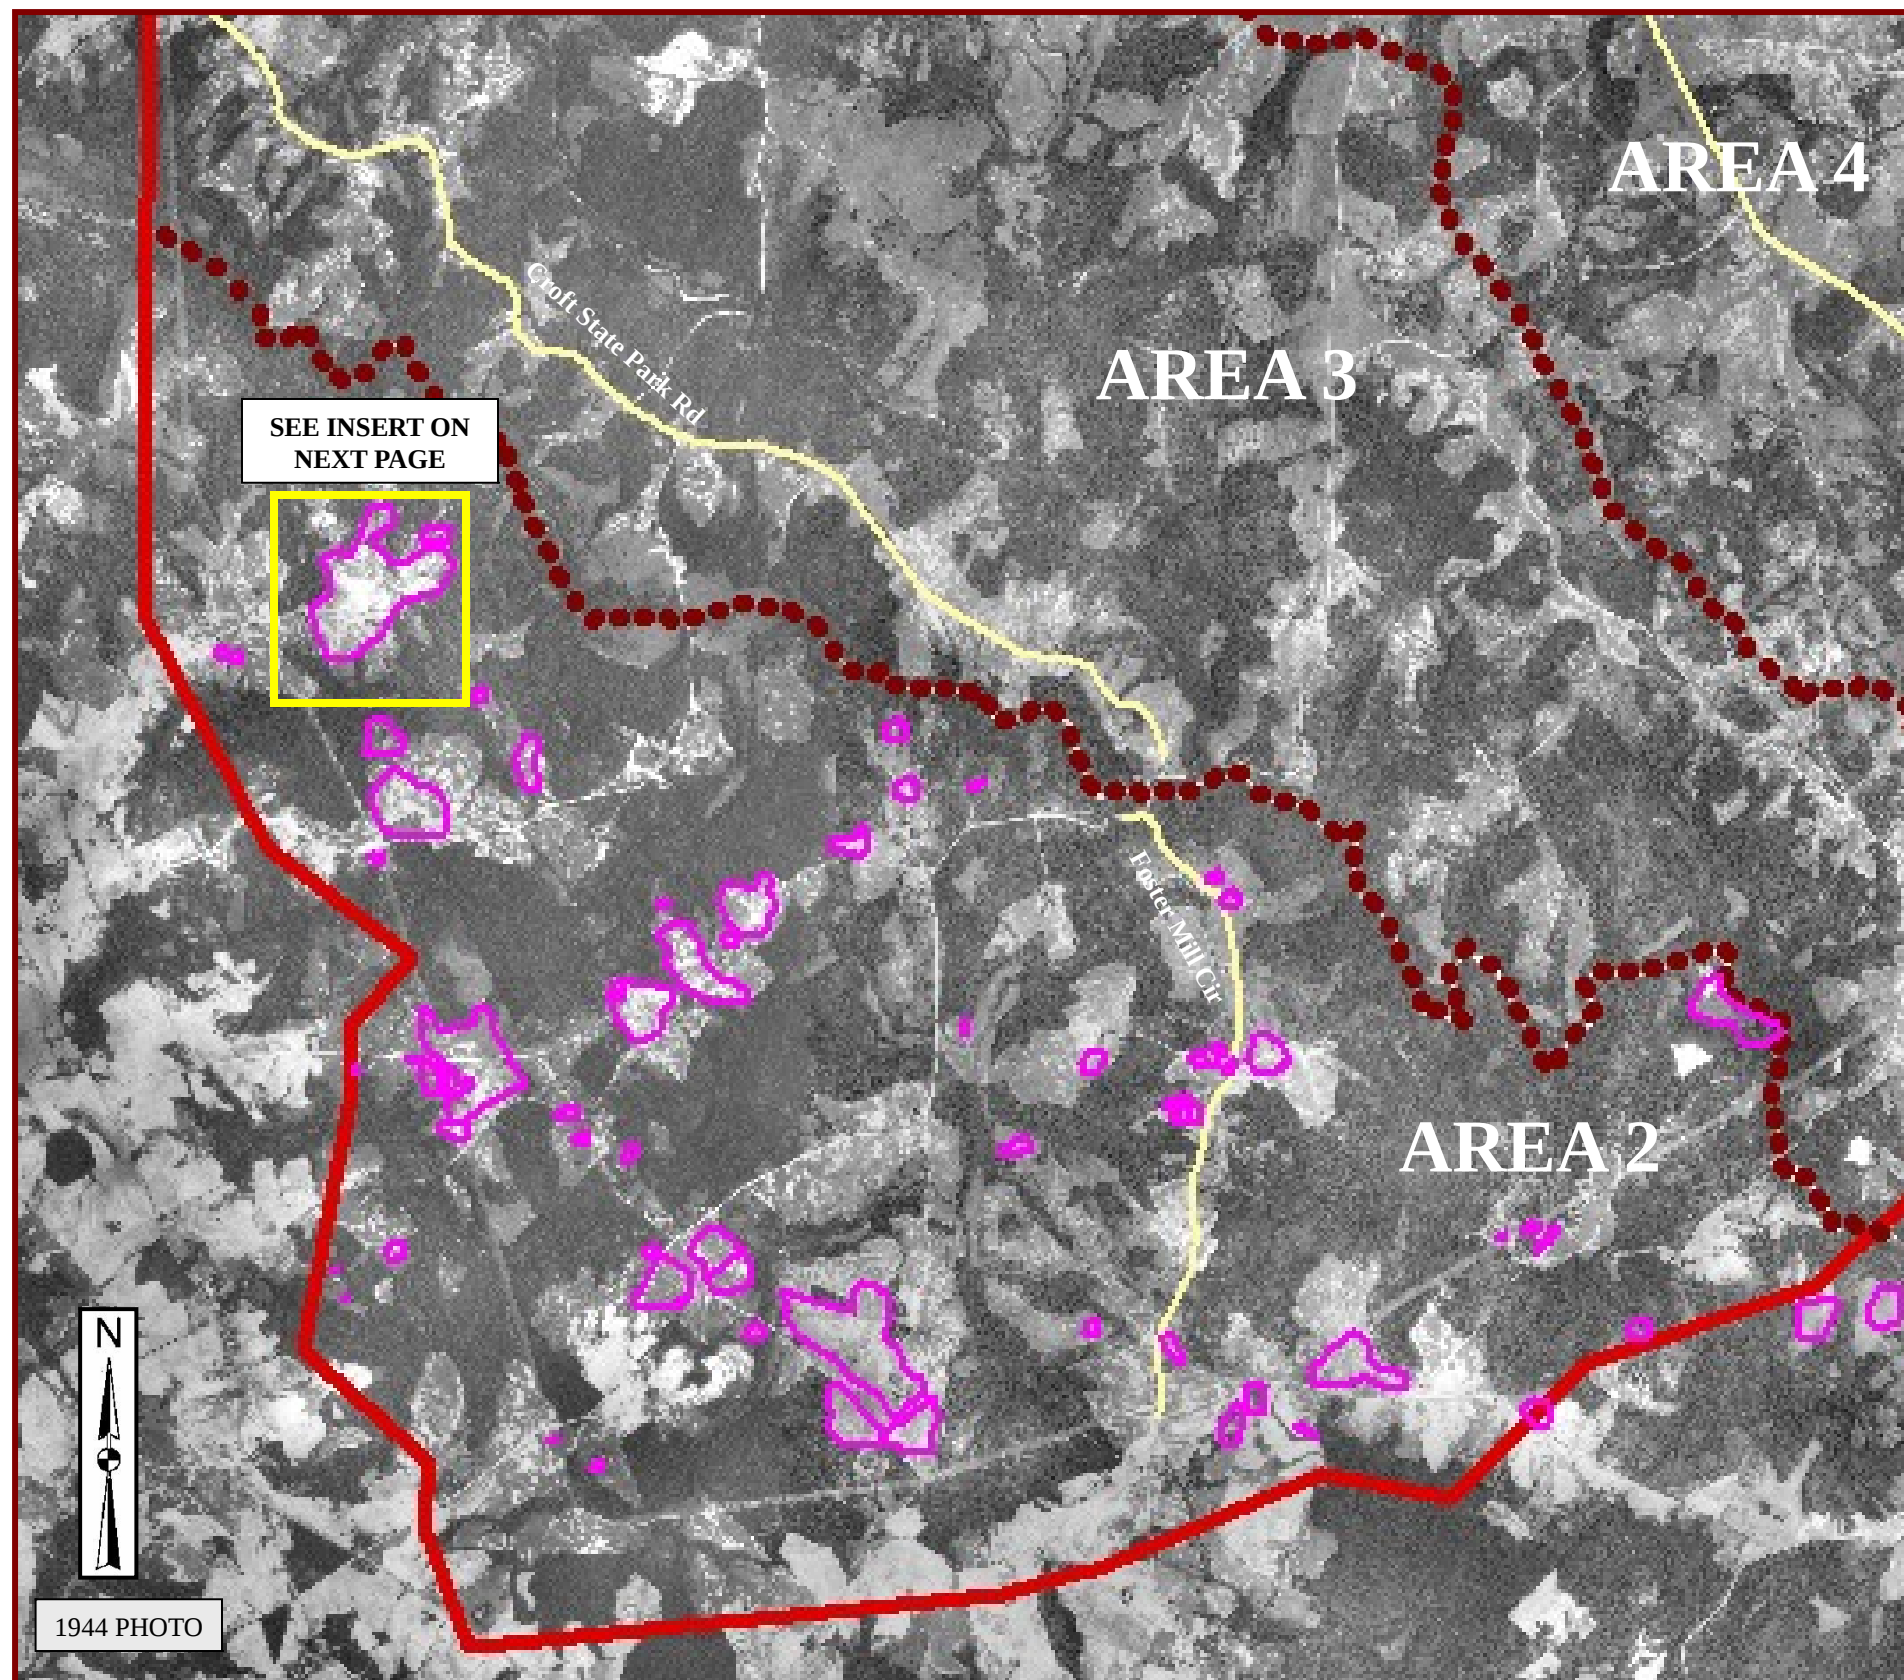 AREA 4
Croft State Park Rd
AREA 3
SEE INSERT ON
NEXT PAGE
Foster Mill Cir
AREA 2
N
1944 PHOTO